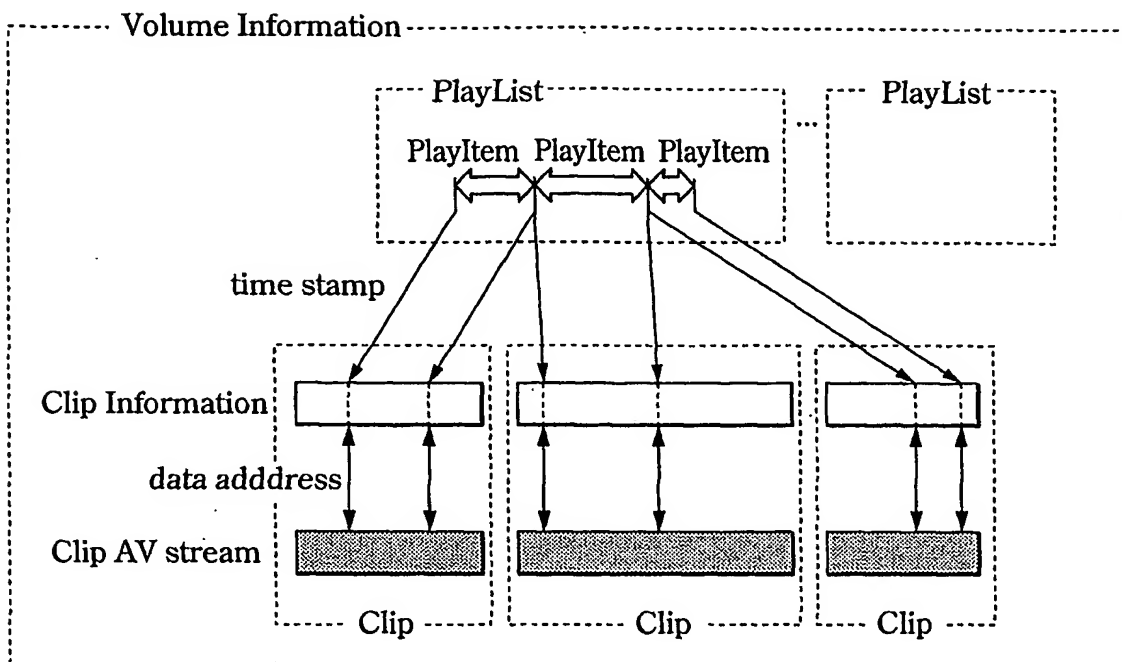 Volume Information
PlayList PlayList
...
PlayItem PlayItem PlayItem
time stamp
Clip Information
data adddress
Clip AV stream
Clip Clip Clip